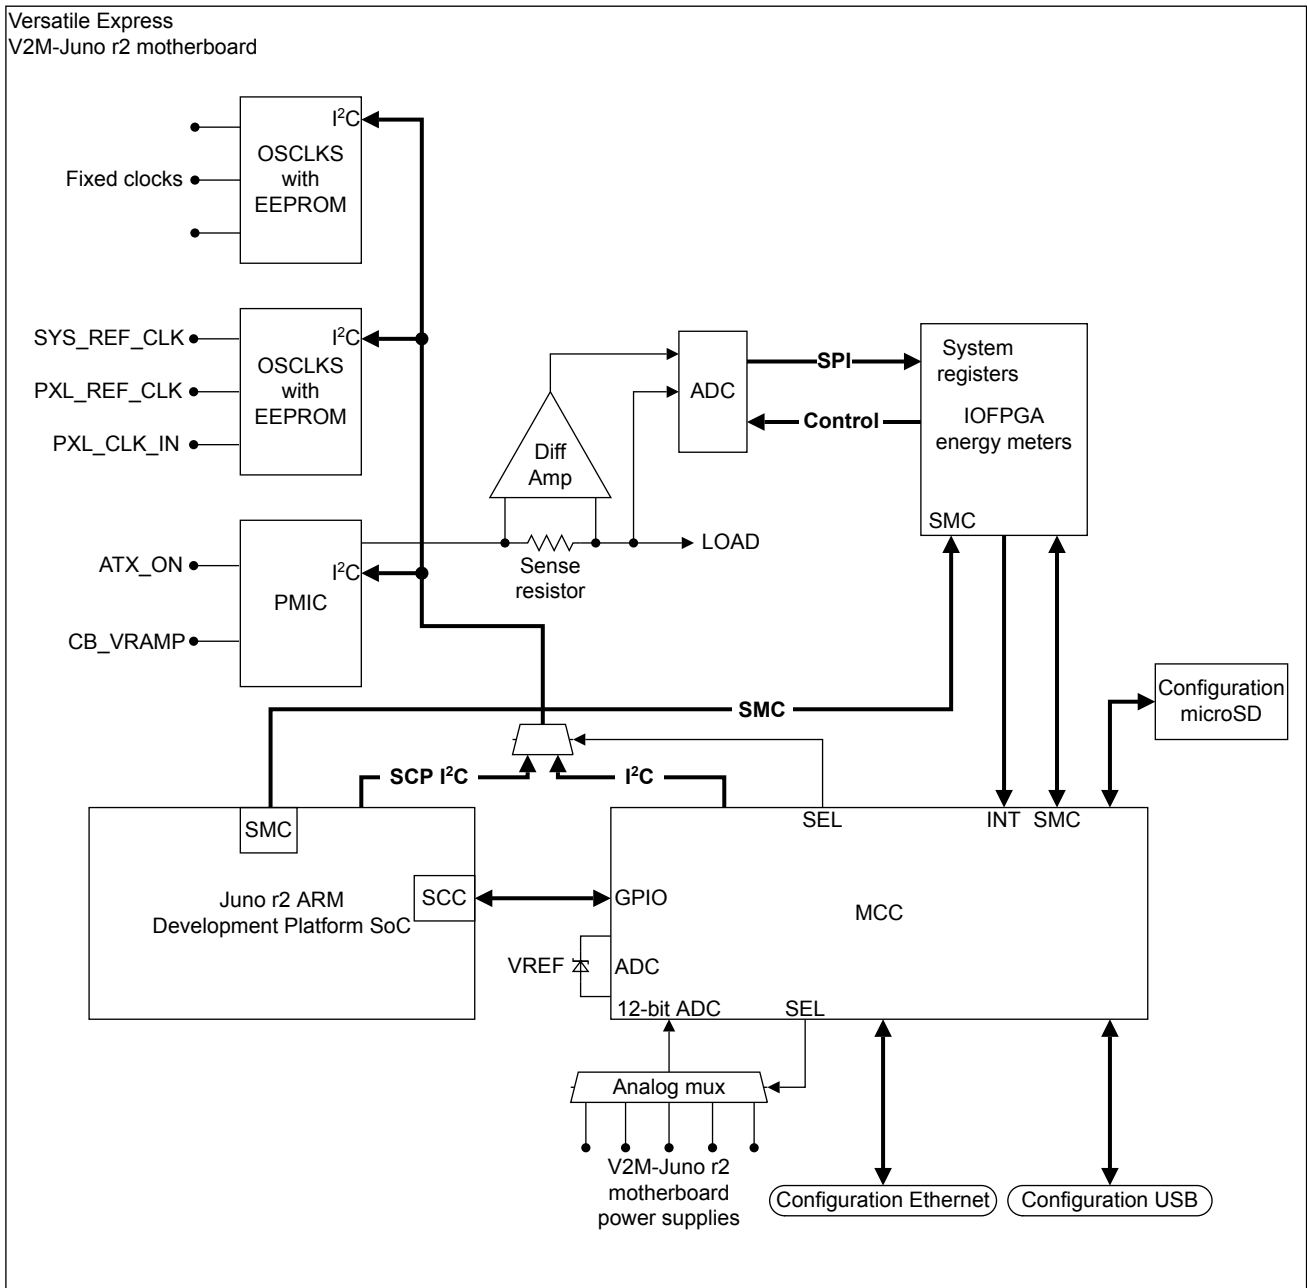 Versatile Express
V2M-Juno r2 motherboard
I²C
OSCLKS
with
EEPROM
Fixed clocks
I²C
OSCLKS
with
EEPROM
SYS_REF_CLK
PXL_REF_CLK
PXL_CLK_IN
ATX_ON
CB_VRAMP
I²C
PMIC
Diff
Amp
Sense
resistor
LOAD
ADC
SPI
Control
System
registers
IOFPGA
energy meters
SMC
Configuration
microSD
SMC
SCP I²C
I²C
SMC
SCC
Juno r2 ARM
Development Platform SoC
SEL
INT
SMC
GPIO
MCC
VREF
ADC
12-bit ADC
SEL
Analog mux
V2M-Juno r2
motherboard
power supplies
Configuration Ethernet
Configuration USB